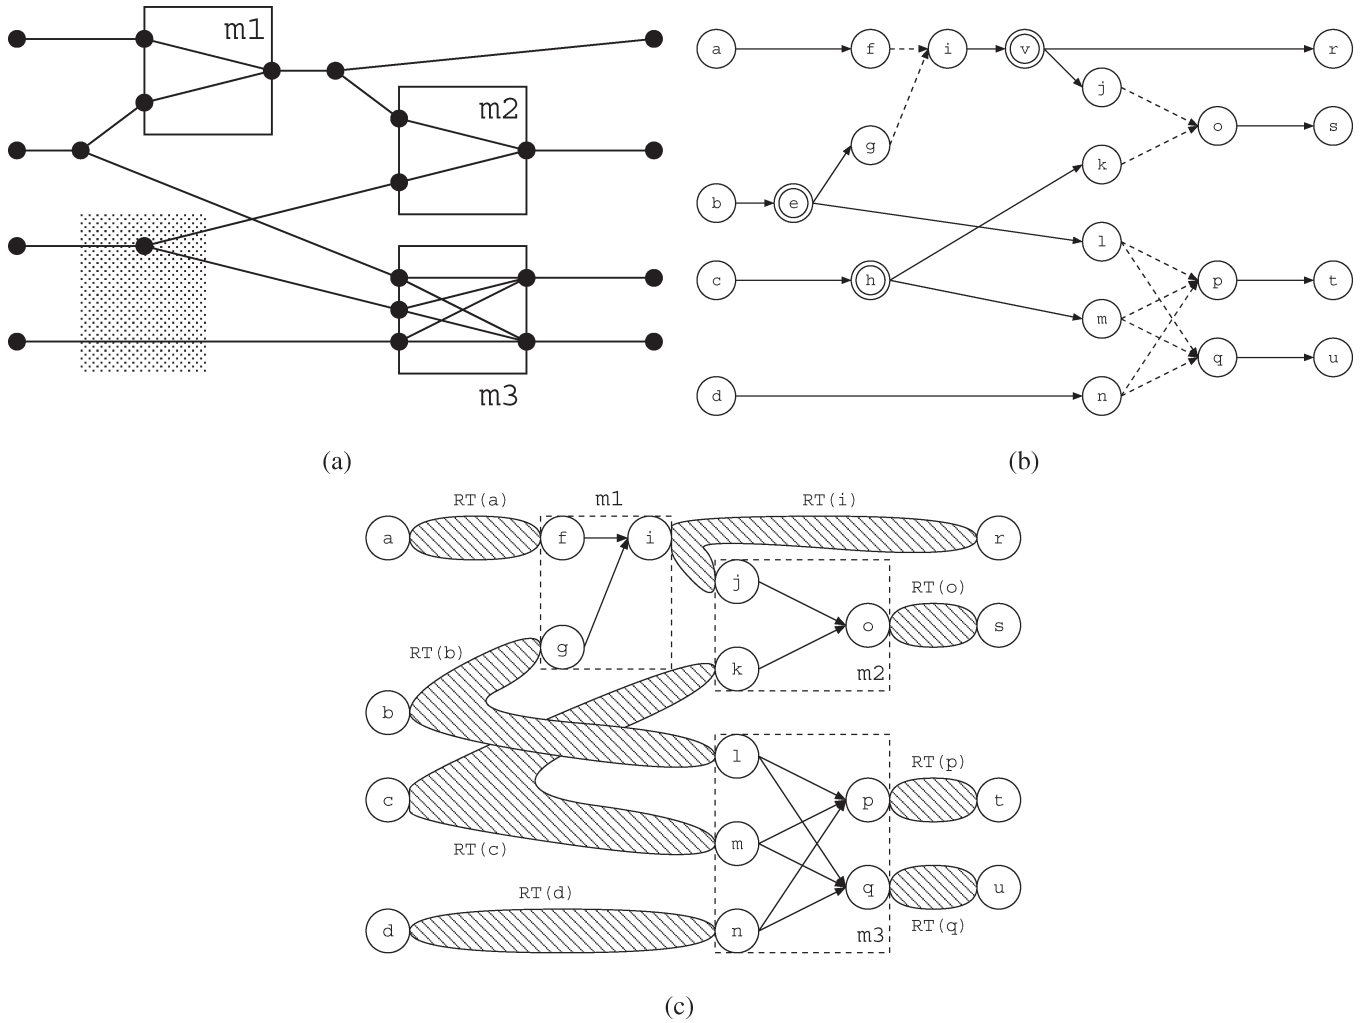 m1
m2
m3
(a)
a f i v r
j
o s
g
k
b e
l
c h p t
m
q u
d n
(b)
RT(a) m1 RT(i)
a f i r
j RT(o)
o s
RT(b) g
k m2
b
l RT(p)
c p t
RT(c) m
RT(d) q u
RT(q)
d n m3
(c)